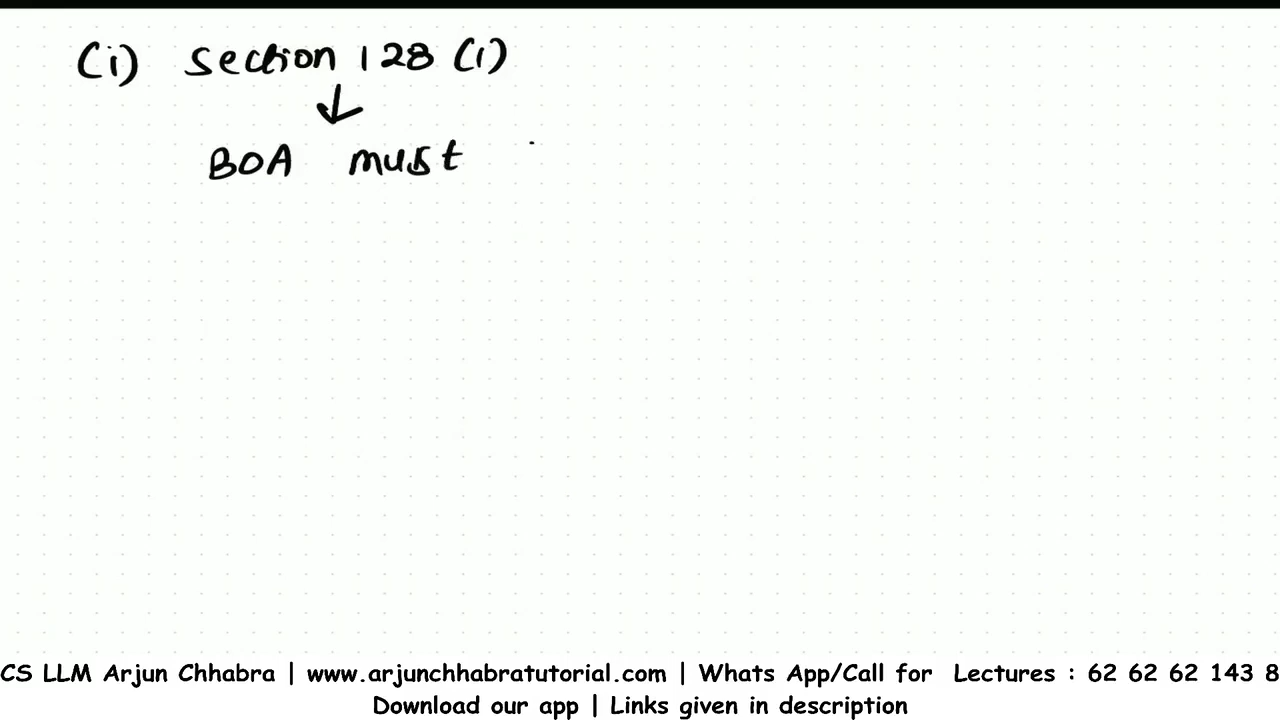 (i) Section 128 (1)
BOA must
CS LLM Arjun Chhabra | www.arjunchhabratutorial.com | Whats App/Call for Lectures : 62 62 62 143 8
Download our app | Links given in description